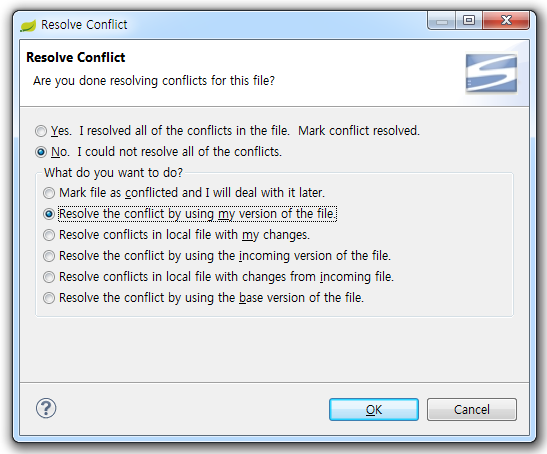 Resolve Conflict
Resolve Conflict
Are you done resolving conflicts for this file?
Yes.  I resolved all of the conflicts in the file.  Mark conflict resolved.
No.  I could not resolve all of the conflicts.
What do you want to do?
Mark file as conflicted and I will deal with it later.
Resolve the conflict by using my version of the file.
Resolve conflicts in local file with my changes.
Resolve the conflict by using the incoming version of the file.
Resolve conflicts in local file with changes from incoming file.
Resolve the conflict by using the base version of the file.
?
OK
Cancel